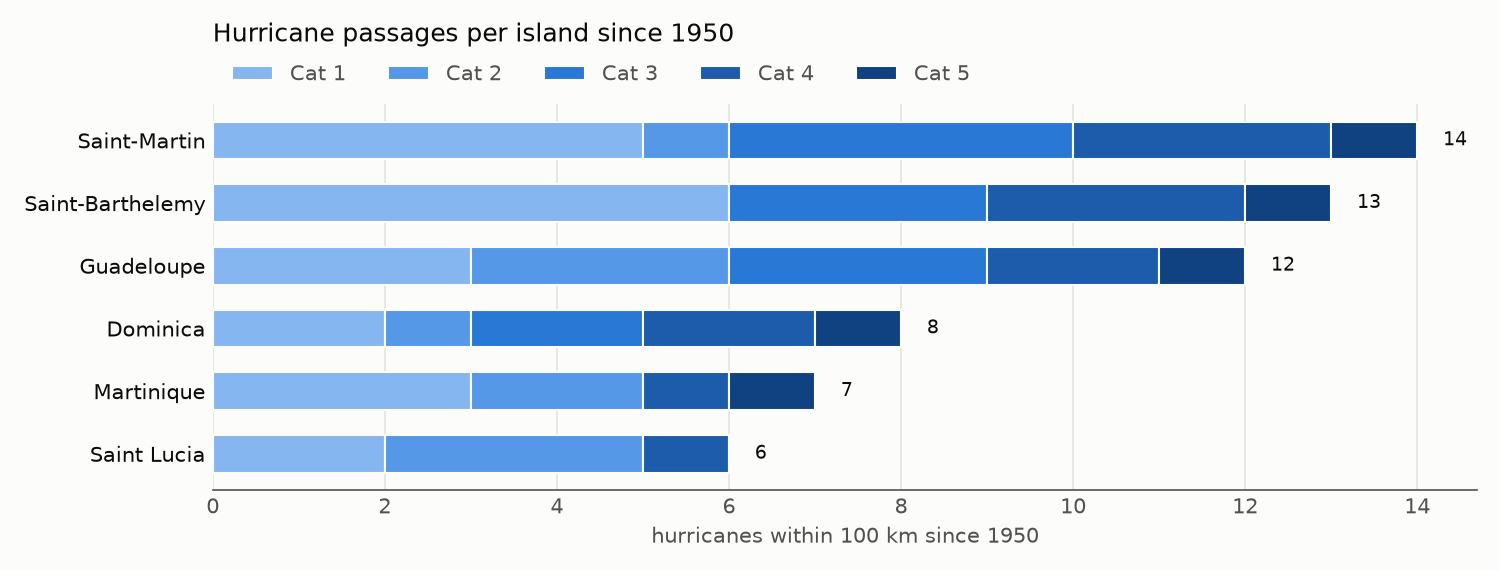 Hurricane passages per island since 1950
Cat 1 Cat 2 Cat 3 Cat 4 Cat 5
Saint-Martin 14
Saint-Barthelemy 13
Guadeloupe 12
Dominica 8
Martinique 7
Saint Lucia 6
0 2 4 6 8 10 12 14
hurricanes within 100 km since 1950